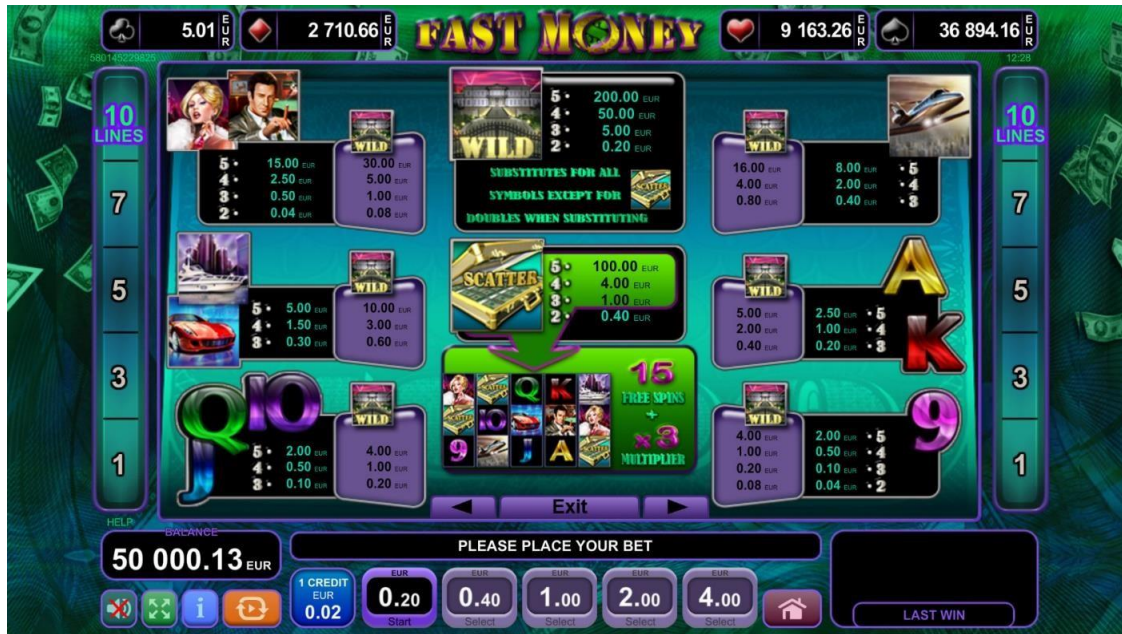 5.01 EUR
2 710.66 EUR
FAST MONEY
9 163.26 EUR
36 894.16 EUR
580145229825
12:28
10
LINES
7
5
3
1
5 15.00 EUR
4 2.50 EUR
3 0.50 EUR
2 0.04 EUR
WILD
30.00 EUR
5.00 EUR
1.00 EUR
0.08 EUR
WILD
5 200.00 EUR
4 50.00 EUR
3 5.00 EUR
2 0.20 EUR
SUBSTITUTES FOR ALL
SYMBOLS EXCEPT FOR
SCATTER
DOUBLES WHEN SUBSTITUTING
WILD
16.00 EUR
4.00 EUR
0.80 EUR
8.00 EUR 5
2.00 EUR 4
0.40 EUR 3
10
LINES
7
5
3
1
5 5.00 EUR
4 1.50 EUR
3 0.30 EUR
WILD
10.00 EUR
3.00 EUR
0.60 EUR
SCATTER
5 100.00 EUR
4 4.00 EUR
3 1.00 EUR
2 0.40 EUR
WILD
5.00 EUR
2.00 EUR
0.40 EUR
2.50 EUR 5
1.00 EUR 4
0.20 EUR 3
A
K
Q
10
J
5 2.00 EUR
4 0.50 EUR
3 0.10 EUR
WILD
4.00 EUR
1.00 EUR
0.20 EUR
SCATTER Q K
SCATTER 10
9 J A SCATTER
15
FREE SPINS
+
x3
MULTIPLIER
WILD
4.00 EUR
1.00 EUR
0.20 EUR
0.08 EUR
2.00 EUR 5
0.50 EUR 4
0.10 EUR 3
0.04 EUR 2
9
Exit
HELP
BALANCE
50 000.13 EUR
PLEASE PLACE YOUR BET
i
1 CREDIT
EUR
0.02
EUR
0.20
Start
EUR
0.40
Select
EUR
1.00
Select
EUR
2.00
Select
EUR
4.00
Select
LAST WIN